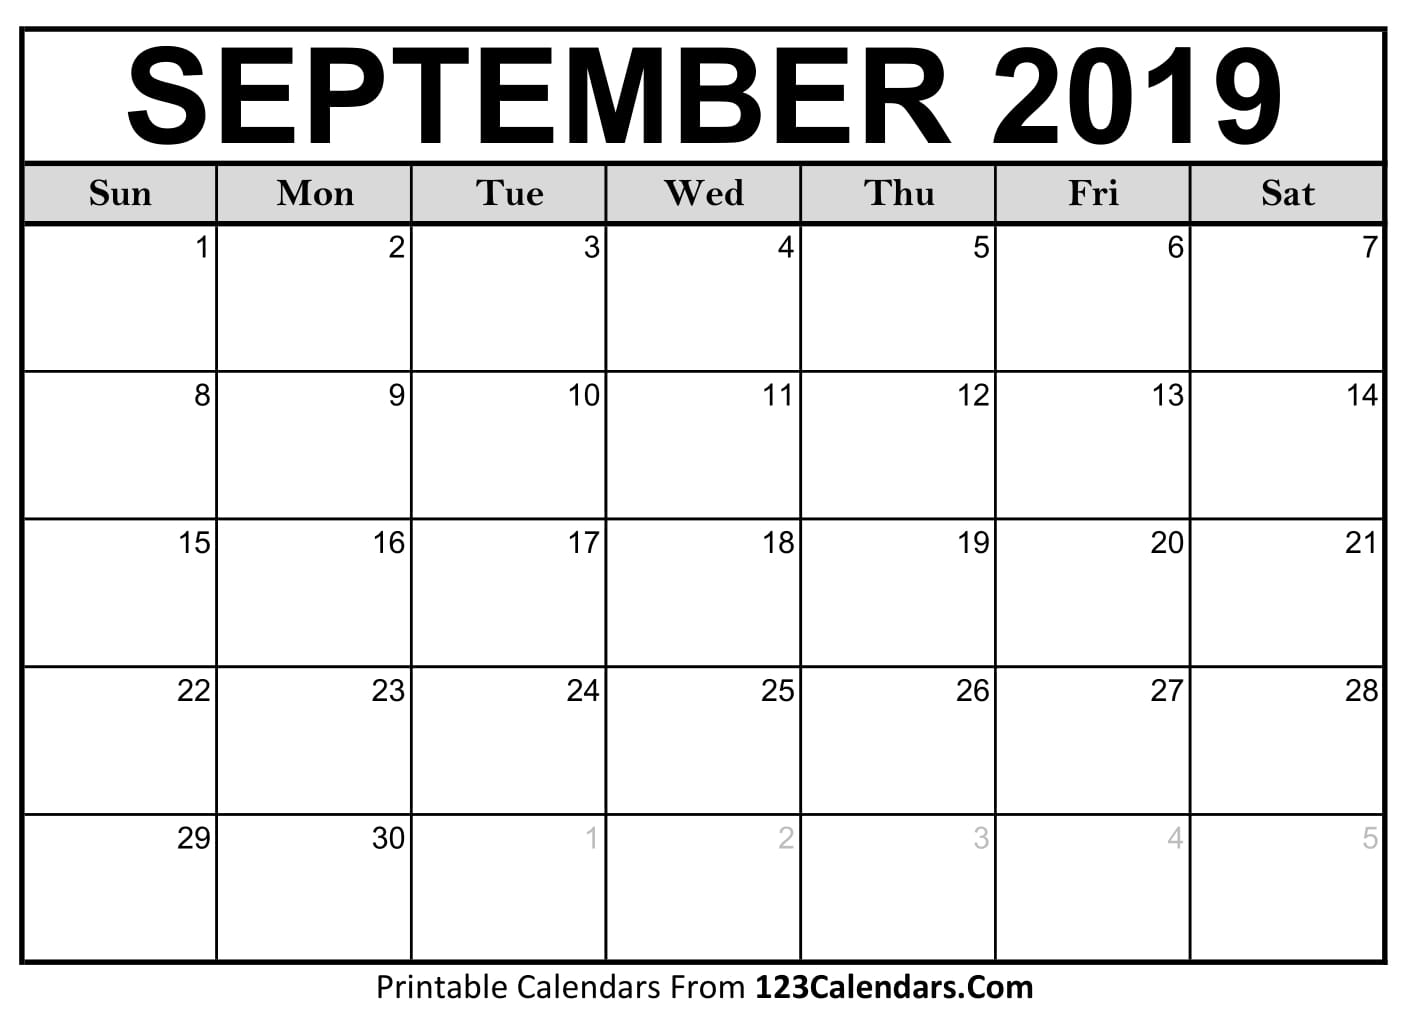 SEPTEMBER 2019
Sun Mon Tue Wed Thu Fri Sat
1 2 3 4 5 6 7
8 9 10 11 12 13 14
15 16 17 18 19 20 21
22 23 24 25 26 27 28
29 30 1 2 3 4 5
Printable Calendars From 123Calendars.Com